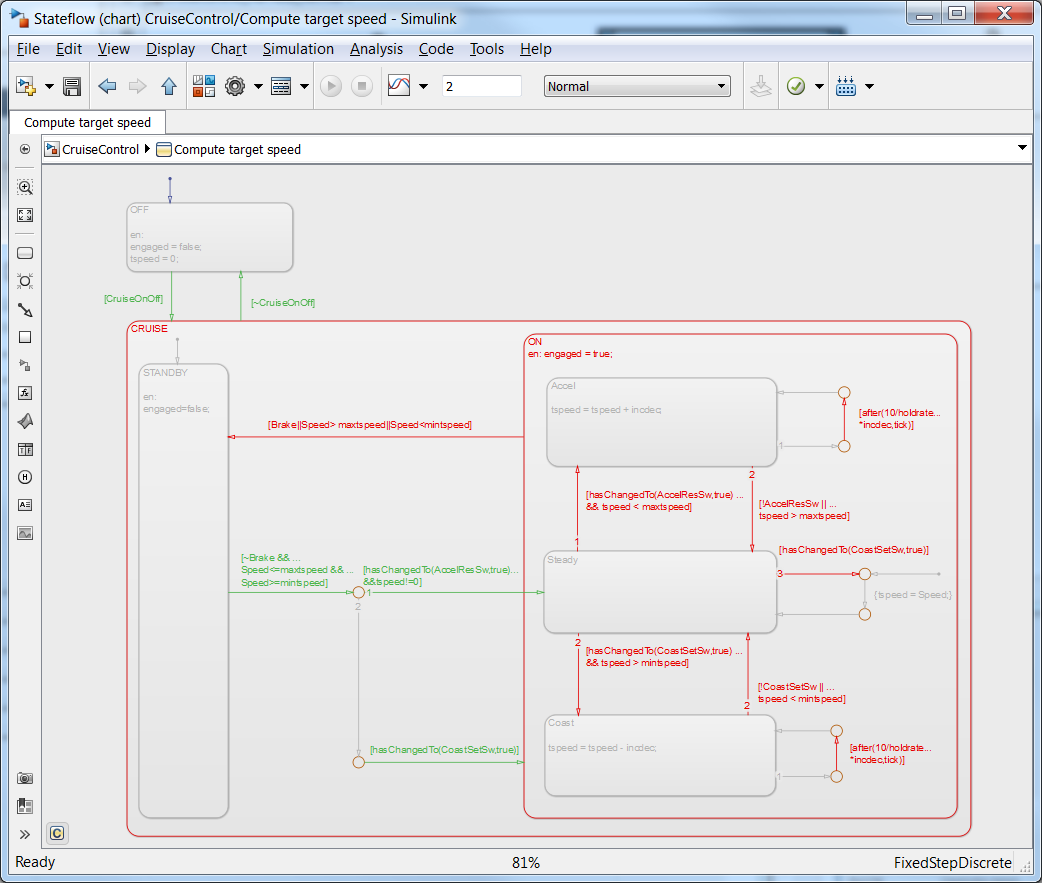 Stateflow (chart) CruiseControl/Compute target speed - Simulink
File Edit View Display Chart Simulation Analysis Code Tools Help
2
Normal
Compute target speed
CruiseControl
Compute target speed
OFF
en:
engaged = false;
tspeed = 0;
[CruiseOnOff]
[~CruiseOnOff]
CRUISE
STANDBY
en:
engaged=false;
ON
en: engaged = true;
Accel
tspeed = tspeed + incdec;
1
[after(10/holdrate...
*incdec,tick)]
[Brake||Speed> maxtspeed||Speed<mintspeed]
2
[hasChangedTo(AccelResSw,true) ...
&& tspeed < maxtspeed]
[!AccelResSw || ...
tspeed > maxtspeed]
1
[hasChangedTo(CoastSetSw,true)]
Steady
3
{tspeed = Speed;}
[~Brake && ...
Speed<=maxtspeed && ...
Speed>=mintspeed]
[hasChangedTo(AccelResSw,true)...
&&tspeed!=0]
1
2
2
[hasChangedTo(CoastSetSw,true) ...
&& tspeed > mintspeed]
[!CoastSetSw || ...
tspeed < mintspeed]
2
Coast
tspeed = tspeed - incdec;
1
[after(10/holdrate...
*incdec,tick)]
[hasChangedTo(CoastSetSw,true)]
C
Ready
81%
FixedStepDiscrete